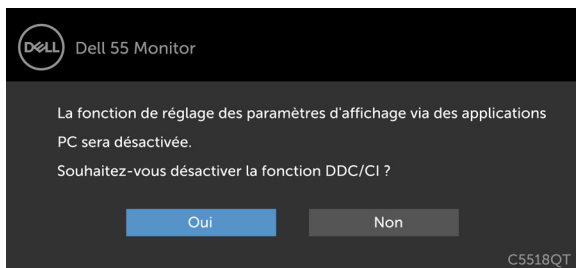 DELL
Dell 55 Monitor
La fonction de réglage des paramètres d'affichage via des applications
PC sera désactivée.
Souhaitez-vous désactiver la fonction DDC/CI ?
Oui Non
C5518QT